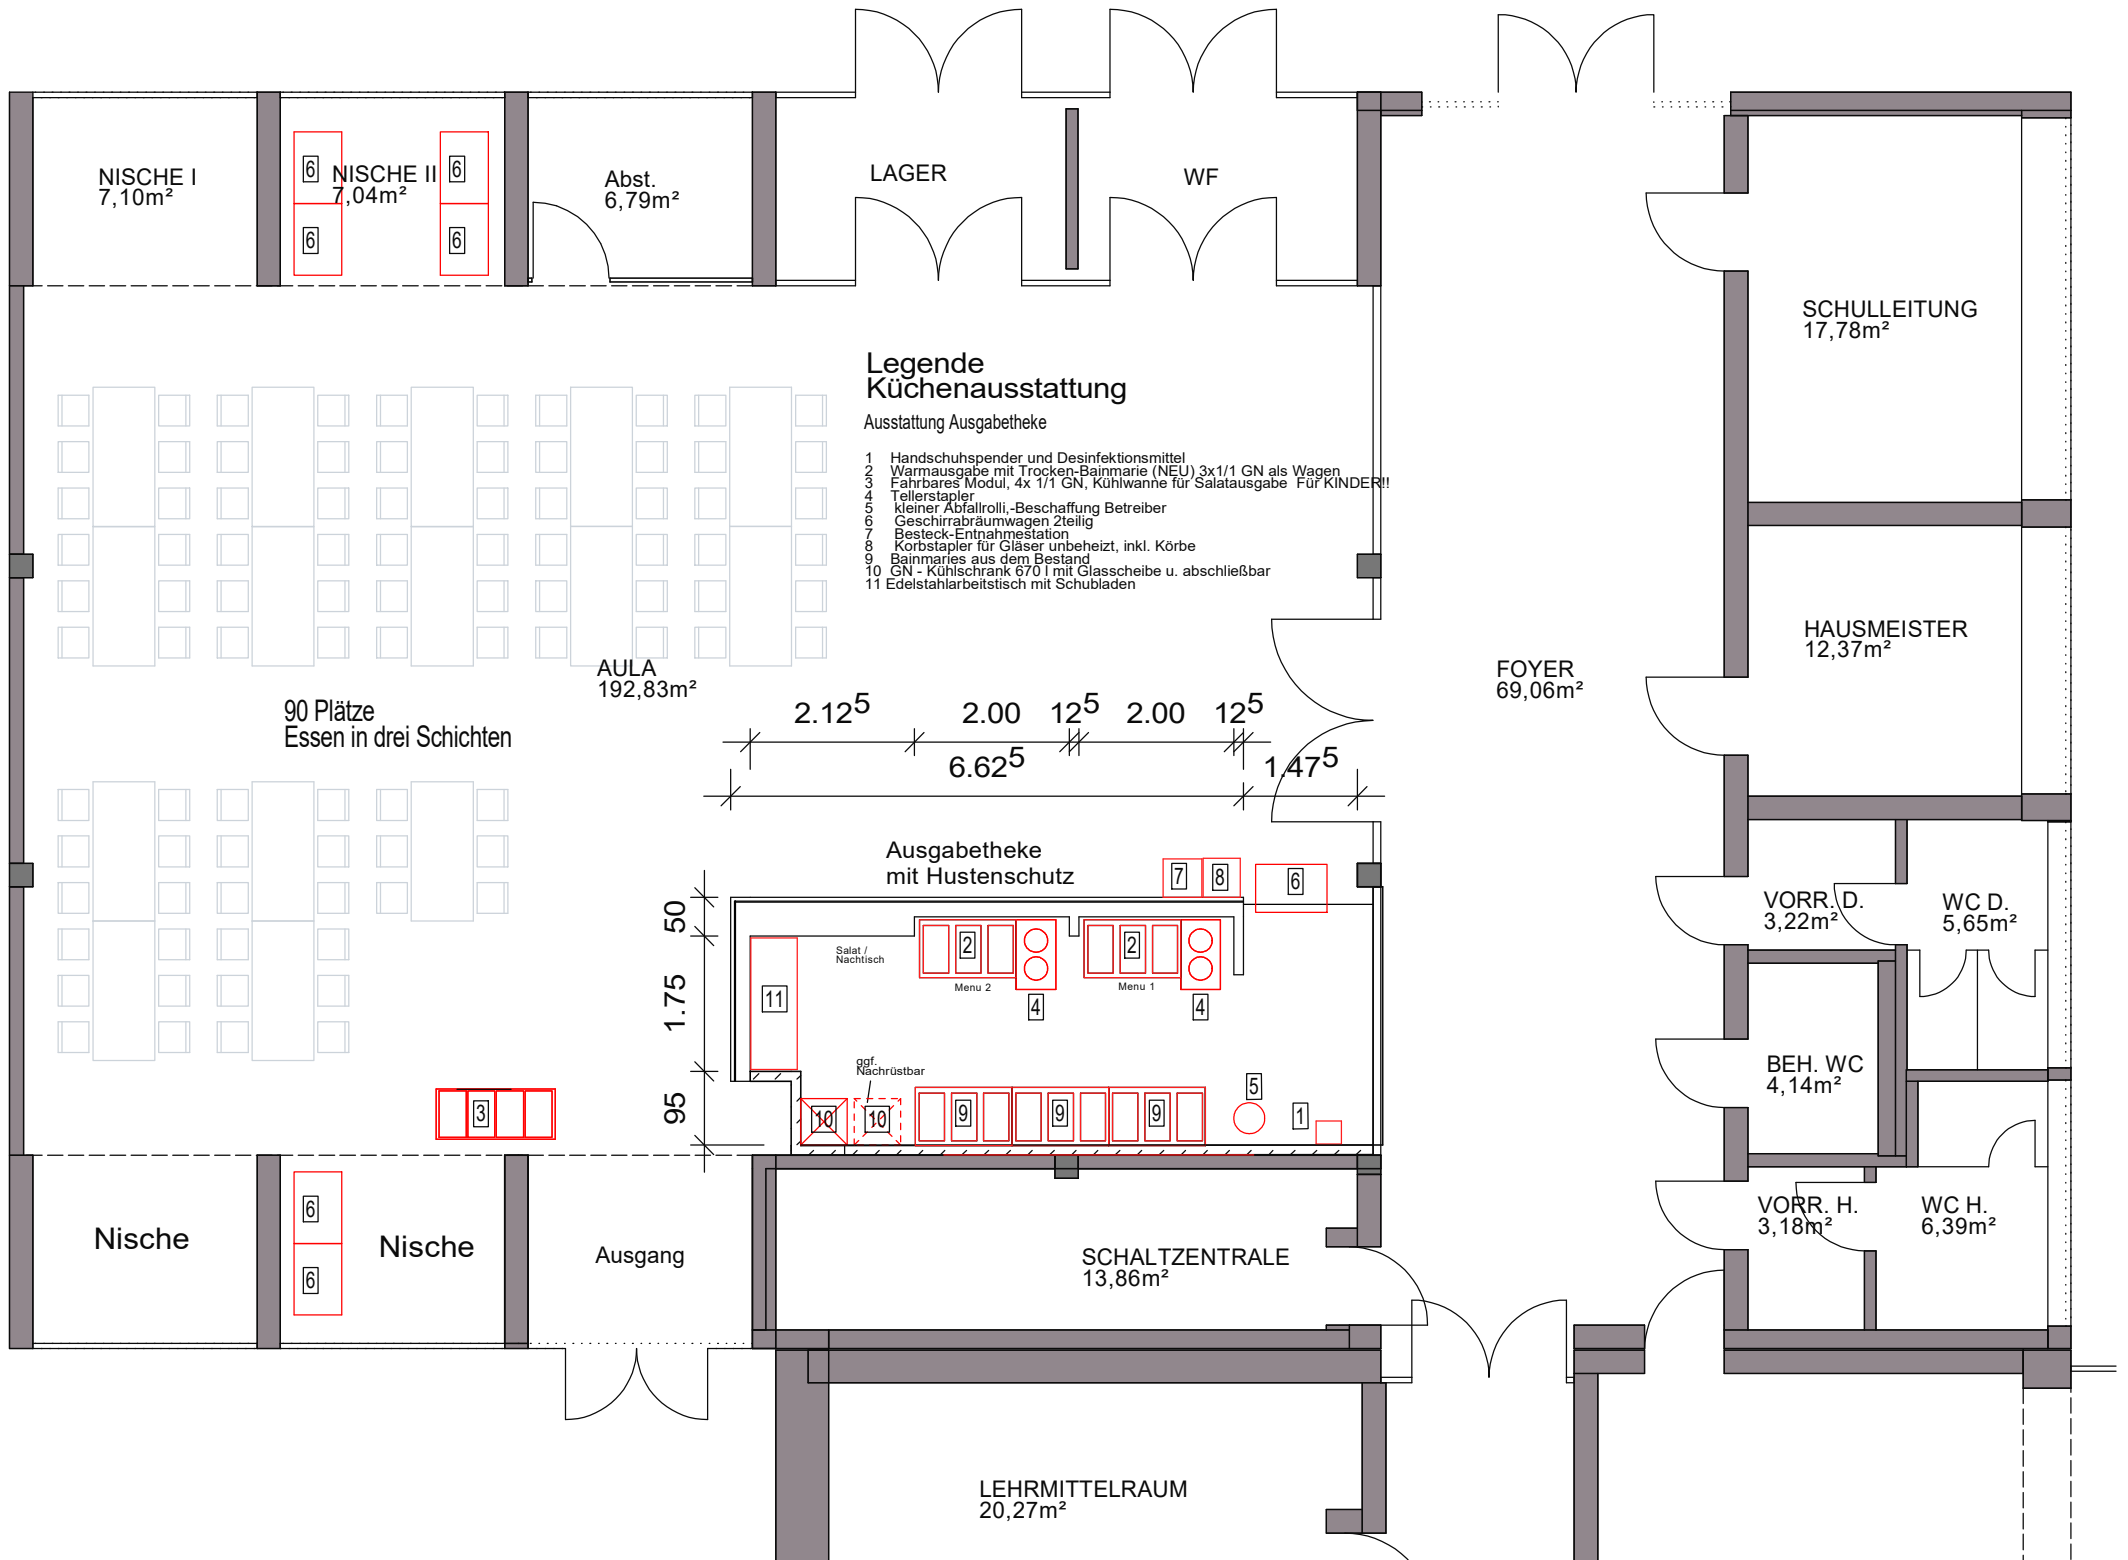 NISCHE I
7,10m²
6
NISCHE II
7,04m²
6
6
6
Abst.
6,79m²
LAGER
WF
SCHULLEITUNG
17,78m²
Legende
Küchenausstattung
Ausstattung Ausgabetheke
1 Handschuhspender und Desinfektionsmittel
2 Warmausgabe mit Trocken-Bainmarie (NEU) 3x1/1 GN als Wagen
3 Fahrbares Modul, 4x 1/1 GN, Kühlwanne für Salatausgabe Für KINDER!!
4 Tellerstapler
5 kleiner Abfallrolli,-Beschaffung Betreiber
6 Geschirrabräumwagen 2teilig
7 Besteck-Entnahmestation
8 Korbstapler für Gläser unbeheizt, inkl. Körbe
9 Bainmaries aus dem Bestand
10 GN - Kühlschrank 670 l mit Glasscheibe u. abschließbar
11 Edelstahlarbeitstisch mit Schubladen
HAUSMEISTER
12,37m²
AULA
192,83m²
FOYER
69,06m²
90 Plätze
Essen in drei Schichten
2.12⁵ 2.00 12⁵ 2.00 12⁵
6.62⁵ 1.47⁵
Ausgabetheke
mit Hustenschutz
7
8
6
VORR. D.
3,22m²
WC D.
5,65m²
50
1.75
95
Salat /
Nachtisch
2
Menu 2
4
2
Menu 1
4
11
ggf.
Nachrüstbar
10
10
9
9
9
5
1
3
BEH. WC
4,14m²
Nische
6
6
Nische
Ausgang
SCHALTZENTRALE
13,86m²
VORR. H.
3,18m²
WC H.
6,39m²
LEHRMITTELRAUM
20,27m²